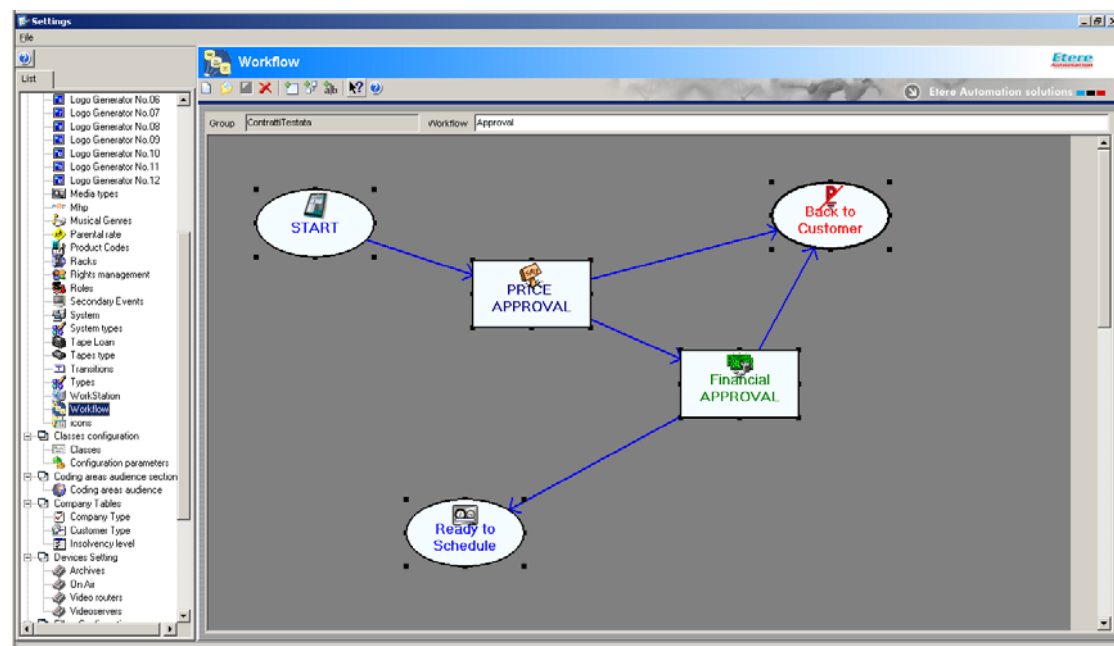 Settings
File
List
Logo Generator No.06
Logo Generator No.07
Logo Generator No.08
Logo Generator No.09
Logo Generator No.10
Logo Generator No.11
Logo Generator No.12
Media types
Mhp
Musical Genres
Parental rate
Product Codes
Racks
Rights management
Roles
Secondary Events
System
System types
Tape Loan
Tapes type
Transitions
Types
WorkStation
Workflow
icons
Classes configuration
Classes
Configuration parameters
Coding areas audience section
Coding areas audience
Company Tables
Company Type
Customer Type
Insolvency level
Devices Setting
Archives
On Air
Video routers
Videoservers
Workflow
Etere
Automation
Etere Automation solutions
Group ContrattiTestata Workflow Approval
START
PRICE
APPROVAL
Back to
Customer
Financial
APPROVAL
Ready to
Schedule